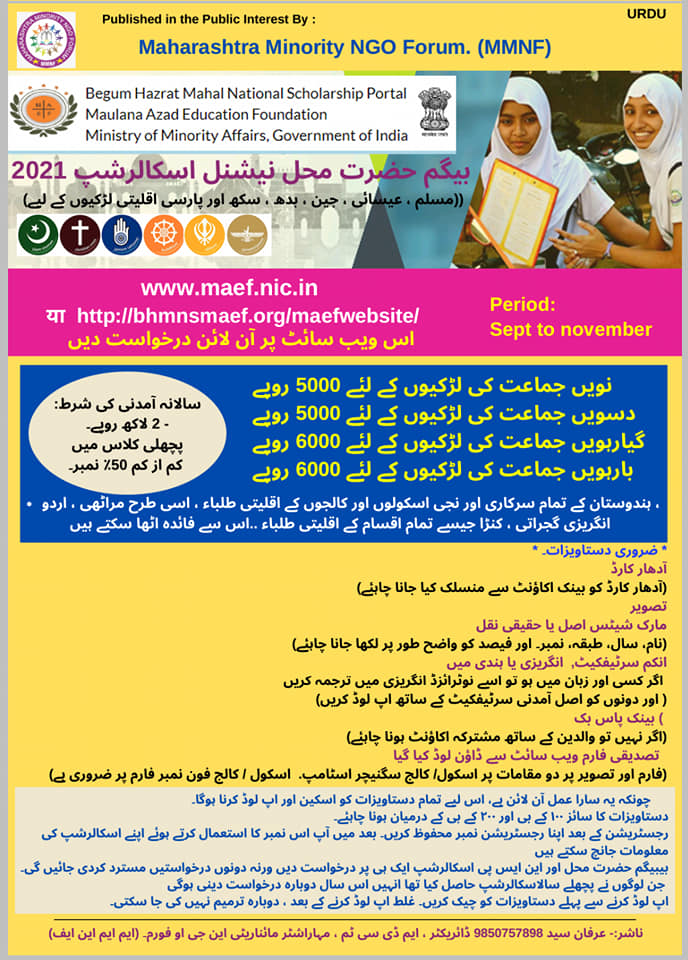 URDU
Published in the Public Interest By :
Maharashtra Minority NGO Forum. (MMNF)
Begum Hazrat Mahal National Scholarship Portal
Maulana Azad Education Foundation
Ministry of Minority Affairs, Government of India
بیگم حضرت محل نیشنل اسکالرشپ 2021
((مسلم ، عیسائی ، جین ، بدھ ، سکھ اور پارسی اقلیتی لڑکیوں کے لیے)
www.maef.nic.in
या http://bhmnsmaef.org/maefwebsite/
اس ویب سائٹ پر آن لائن درخواست دیں
Period:
Sept to november
نویں جماعت کی لڑکیوں کے لئے 5000 روپے
دسویں جماعت کی لڑکیوں کے لئے 5000 روپے
گیارہویں جماعت کی لڑکیوں کے لئے 6000 روپے
بارہویں جماعت کی لڑکیوں کے لئے 6000 روپے
سالانہ آمدنی کی شرط:
- 2 لاکھ روپے۔
پچھلی کلاس میں
کم از کم 50٪ نمبر۔
، ہندوستان کے تمام سرکاری اور نجی اسکولوں اور کالجوں کے اقلیتی طلباء ، اسی طرح مراٹھی ، اردو •
انگریزی گجراتی ، کنڑا جیسے تمام اقسام کے اقلیتی طلباء ..اس سے فائدہ اٹھا سکتے ہیں
* ضروری دستاویزات۔ *
آدھار کارڈ
(آدھار کارڈ کو بینک اکاؤنٹ سے منسلک کیا جانا چاہئے)
تصویر
مارک شیٹس اصل یا حقیقی نقل
(نام، سال، طبقہ، نمبر۔ اور فیصد کو واضح طور پر لکھا جانا چاہئے)
انکم سرٹیفکیٹ, انگریزی یا ہندی میں
اگر کسی اور زبان میں ہو تو اسے نوٹرائزڈ انگریزی میں ترجمہ کریں
( اور دونوں کو اصل آمدنی سرٹیفکیٹ کے ساتھ اپ لوڈ کریں)
) بینک پاس بک
(اگر نہیں تو والدین کے ساتھ مشترکہ اکاؤنٹ ہونا چاہئے)
تصدیقی فارم ویب سائٹ سے ڈاؤن لوڈ کیا گیا
(فارم اور تصویر پر دو مقامات پر اسکول/ کالج سگنیچر اسٹامپ. اسکول / کالج فون نمبر فارم پر ضروری ہے)
چونکہ یہ سارا عمل آن لائن ہے، اس لیے تمام دستاویزات کو اسکین اور اپ لوڈ کرنا ہوگا۔
دستاویزات کا سائز ۱۰۰ کے بی اور ۲۰۰ کے بی کے درمیان ہونا چاہئے۔
رجسٹریشن کے بعد اپنا رجسٹریشن نمبر محفوظ کریں۔ بعد میں آپ اس نمبر کا استعمال کرتے ہوئے اپنے اسکالرشپ کی
معلومات جانچ سکتے ہیں
بیبیگم حضرت محل اور این ایس پی اسکالرشپ ایک ہی پر درخواست دیں ورنہ دونوں درخواستیں مسترد کردی جائیں گی۔
جن لوگوں نے پچھلے سالاسکالرشپ حاصل کیا تھا انہیں اس سال دوبارہ درخواست دینی ہوگی
اپ لوڈ کرنے سے پہلے دستاویزات کو چیک کریں۔ غلط اپ لوڈ کرنے کے بعد ، دوبارہ ترمیم نہیں کی جا سکتی۔
ناشر:- عرفان سید 9850757898 ڈائریکٹر ، ایم ڈی سی ٹم ، مہاراشٹر مائناریٹی این جی او فورم۔ (ایم ایم این ایف)